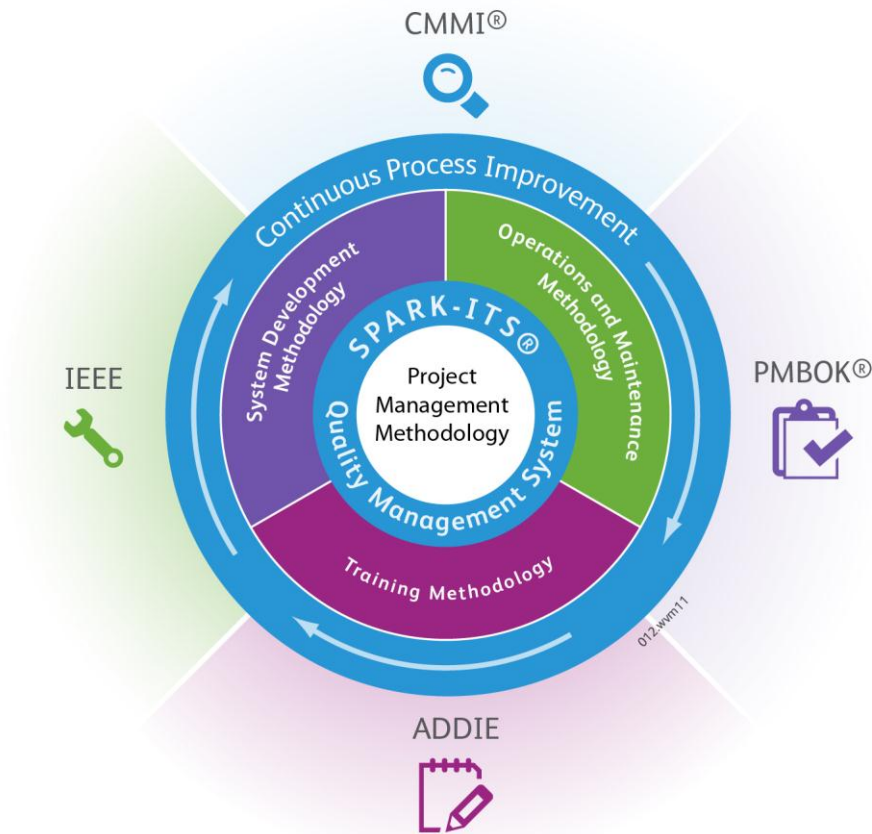 CMMI®
Continuous Process Improvement
System Development
Methodology
Operations and Maintenance
Methodology
SPARK-ITS®
Project
Management
Methodology
Quality Management System
Training Methodology
IEEE
PMBOK®
012.wvm11
ADDIE